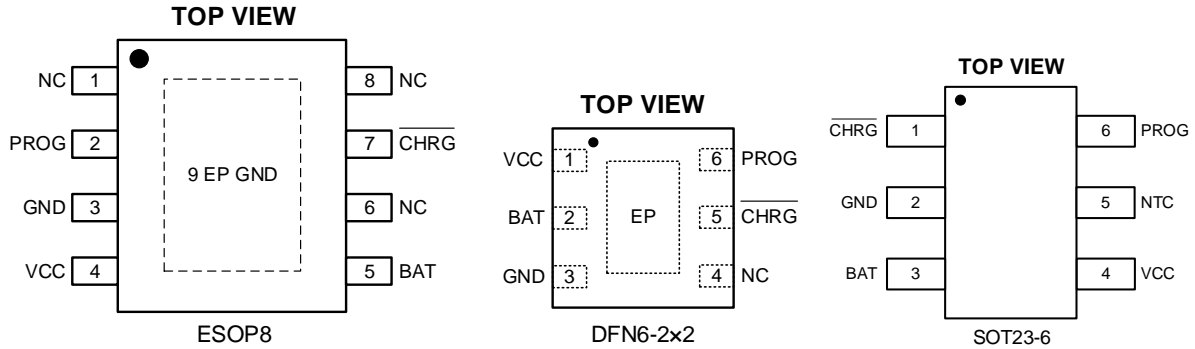 TOP VIEW
NC 1 8 NC
PROG 2 7 CHRG
9 EP GND
GND 3 6 NC
VCC 4 5 BAT
ESOP8
TOP VIEW
VCC 1 6 PROG
BAT 2 EP 5 CHRG
GND 3 4 NC
DFN6-2×2
TOP VIEW
CHRG 1 6 PROG
GND 2 5 NTC
BAT 3 4 VCC
SOT23-6